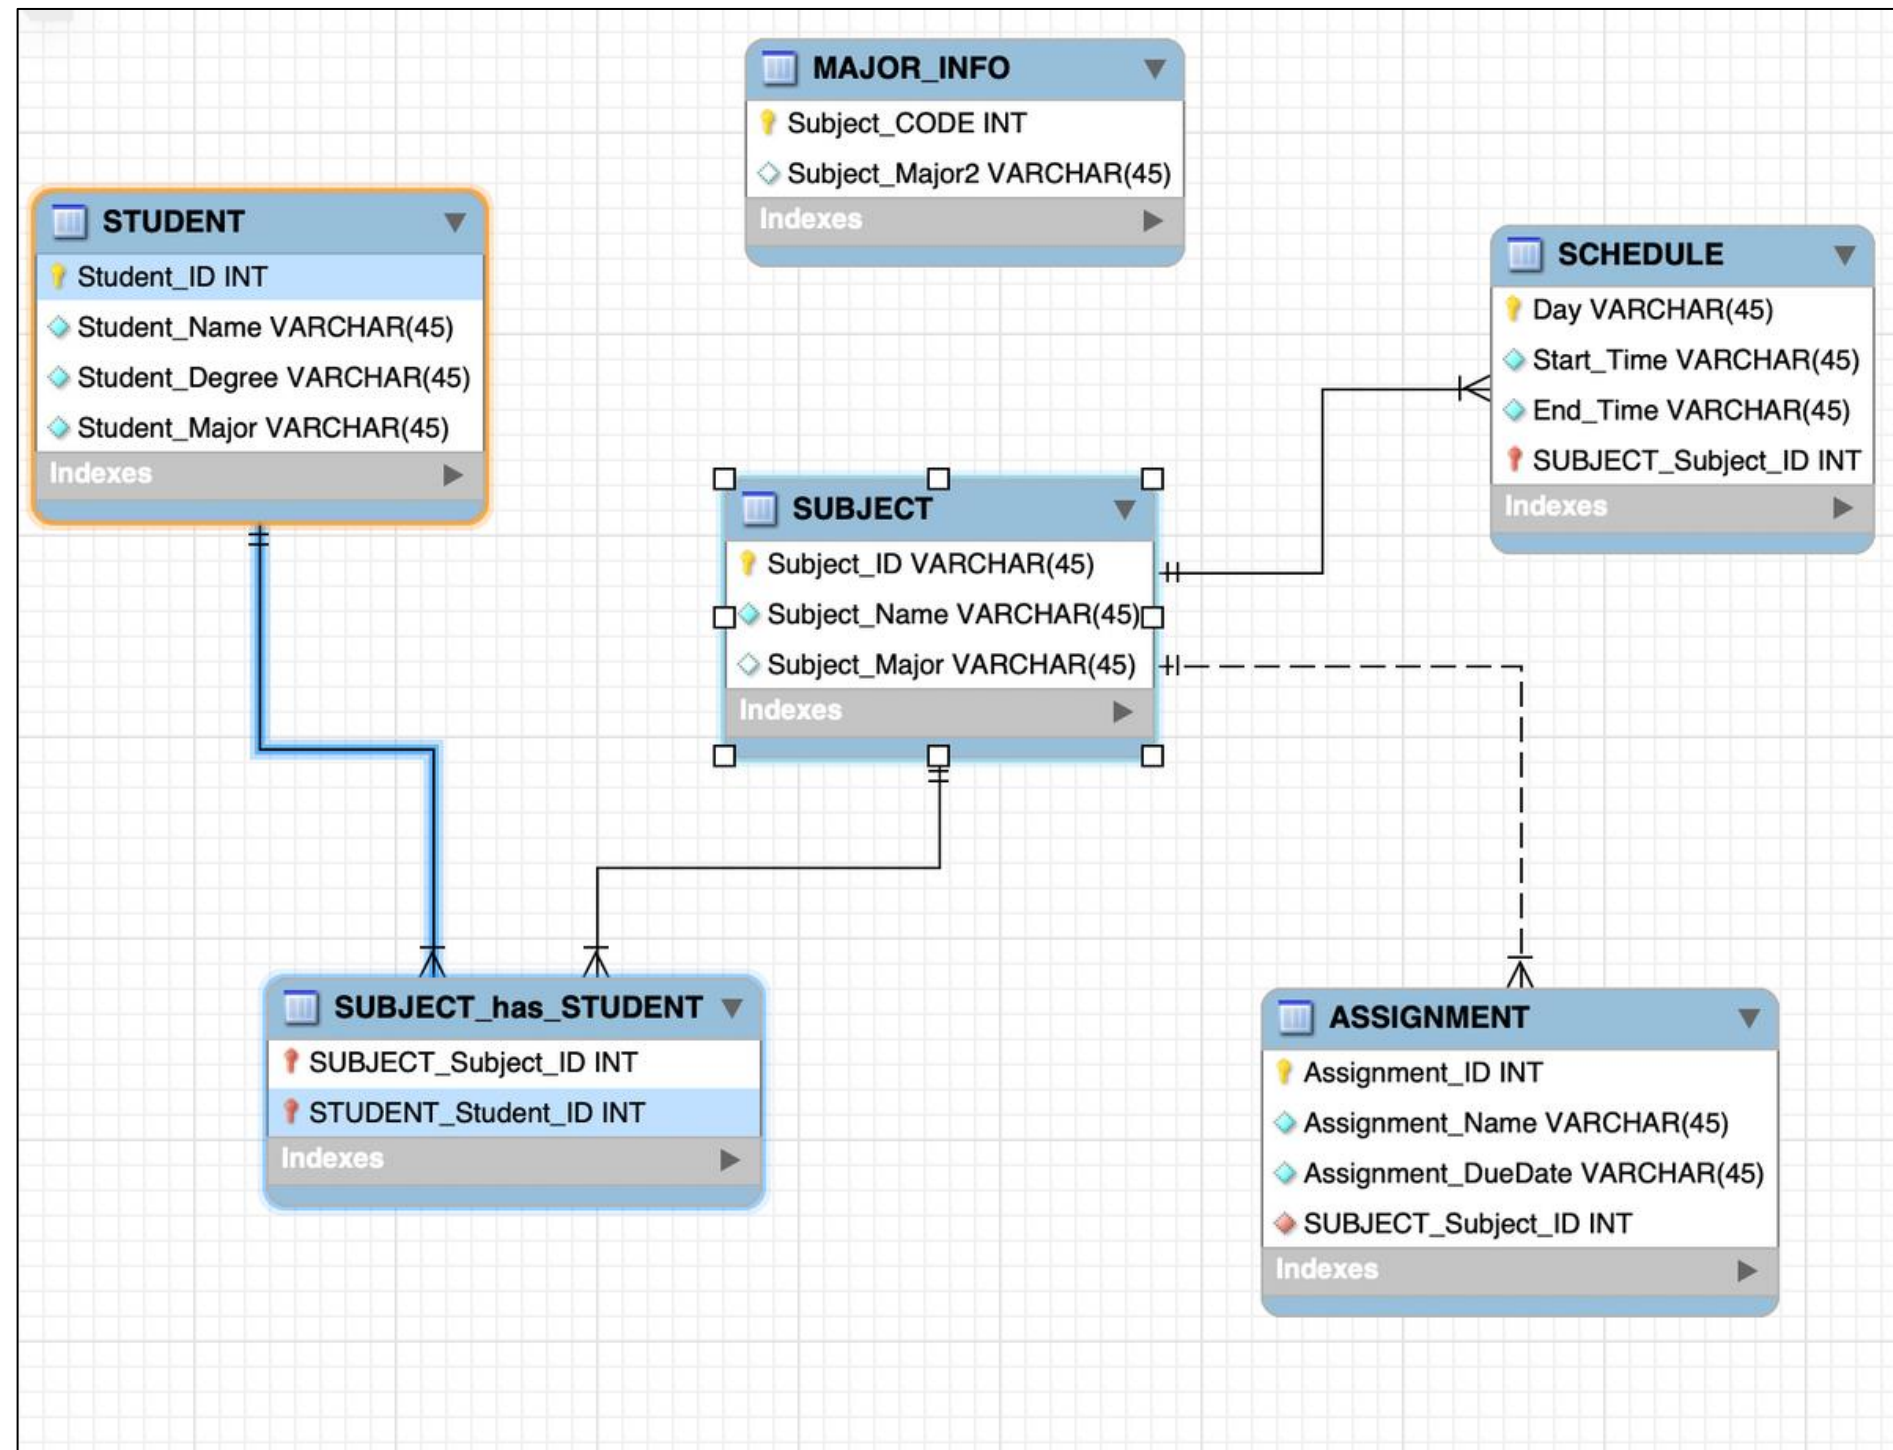 MAJOR_INFO
Subject_CODE INT
Subject_Major2 VARCHAR(45)
Indexes
STUDENT
Student_ID INT
Student_Name VARCHAR(45)
Student_Degree VARCHAR(45)
Student_Major VARCHAR(45)
Indexes
SCHEDULE
Day VARCHAR(45)
Start_Time VARCHAR(45)
End_Time VARCHAR(45)
SUBJECT_Subject_ID INT
Indexes
SUBJECT
Subject_ID VARCHAR(45)
Subject_Name VARCHAR(45)
Subject_Major VARCHAR(45)
Indexes
SUBJECT_has_STUDENT
SUBJECT_Subject_ID INT
STUDENT_Student_ID INT
Indexes
ASSIGNMENT
Assignment_ID INT
Assignment_Name VARCHAR(45)
Assignment_DueDate VARCHAR(45)
SUBJECT_Subject_ID INT
Indexes